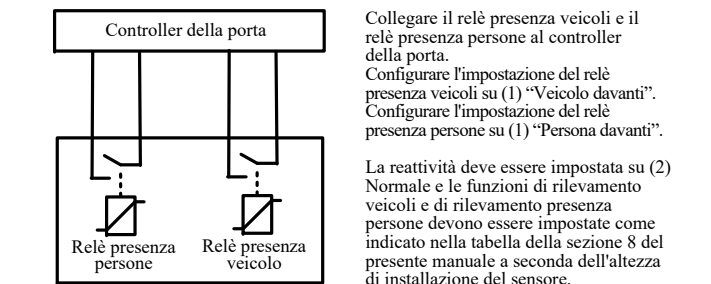 Controller della porta
Relè presenza
persone
Relè presenza
veicolo
Collegare il relè presenza veicoli e il
relè presenza persone al controller
della porta.
Configurare l'impostazione del relè
presenza veicoli su (1) “Veicolo davanti”.
Configurare l'impostazione del relè
presenza persone su (1) “Persona davanti”.
La reattività deve essere impostata su (2)
Normale e le funzioni di rilevamento
veicoli e di rilevamento presenza
persone devono essere impostate come
indicato nella tabella della sezione 8 del
presente manuale a seconda dell'altezza
di installazione del sensore.